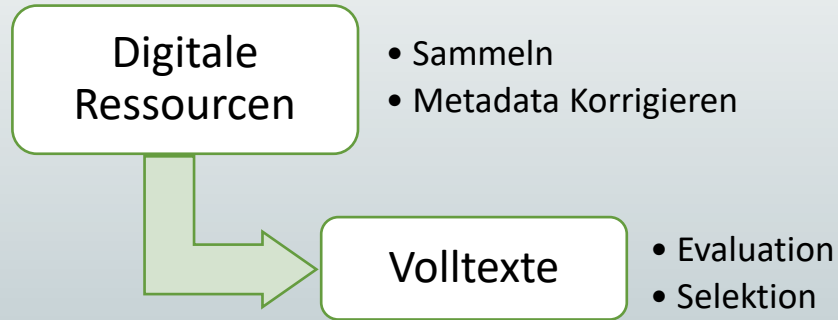 Digitale
Ressourcen
• Sammeln
• Metadata Korrigieren
Volltexte
• Evaluation
• Selektion